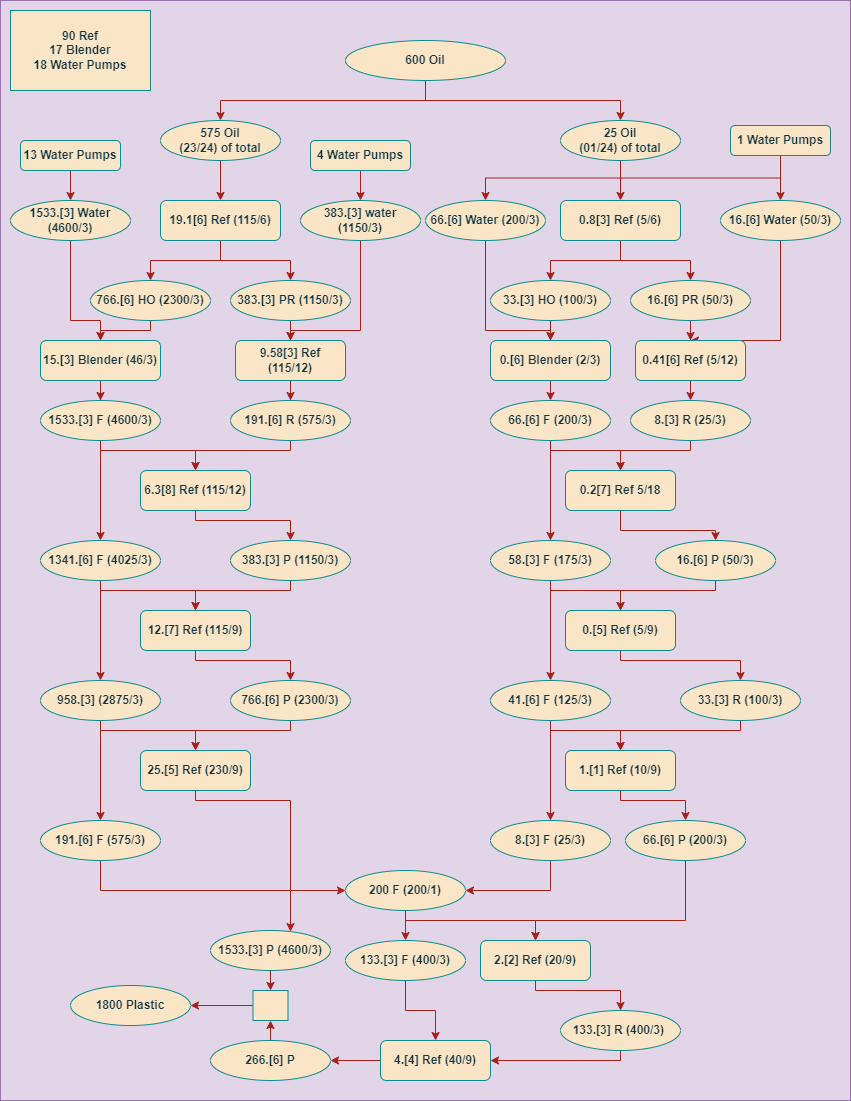 90 Ref
17 Blender
18 Water Pumps
600 Oil
575 Oil
(23/24) of total
25 Oil
(01/24) of total
1 Water Pumps
13 Water Pumps
4 Water Pumps
1533.[3] Water
(4600/3)
19.1[6] Ref (115/6)
383.[3] water
(1150/3)
66.[6] Water (200/3)
0.8[3] Ref (5/6)
16.[6] Water (50/3)
766.[6] HO (2300/3)
383.[3] PR (1150/3)
33.[3] HO (100/3)
16.[6] PR (50/3)
15.[3] Blender (46/3)
9.58[3] Ref
(115/12)
0.[6] Blender (2/3)
0.41[6] Ref (5/12)
1533.[3] F (4600/3)
191.[6] R (575/3)
66.[6] F (200/3)
8.[3] R (25/3)
6.3[8] Ref (115/12)
0.2[7] Ref 5/18
1341.[6] F (4025/3)
383.[3] P (1150/3)
58.[3] F (175/3)
16.[6] P (50/3)
12.[7] Ref (115/9)
0.[5] Ref (5/9)
958.[3] (2875/3)
766.[6] P (2300/3)
41.[6] F (125/3)
33.[3] R (100/3)
25.[5] Ref (230/9)
1.[1] Ref (10/9)
191.[6] F (575/3)
8.[3] F (25/3)
66.[6] P (200/3)
200 F (200/1)
1533.[3] P (4600/3)
133.[3] F (400/3)
2.[2] Ref (20/9)
1800 Plastic
133.[3] R (400/3)
266.[6] P
4.[4] Ref (40/9)